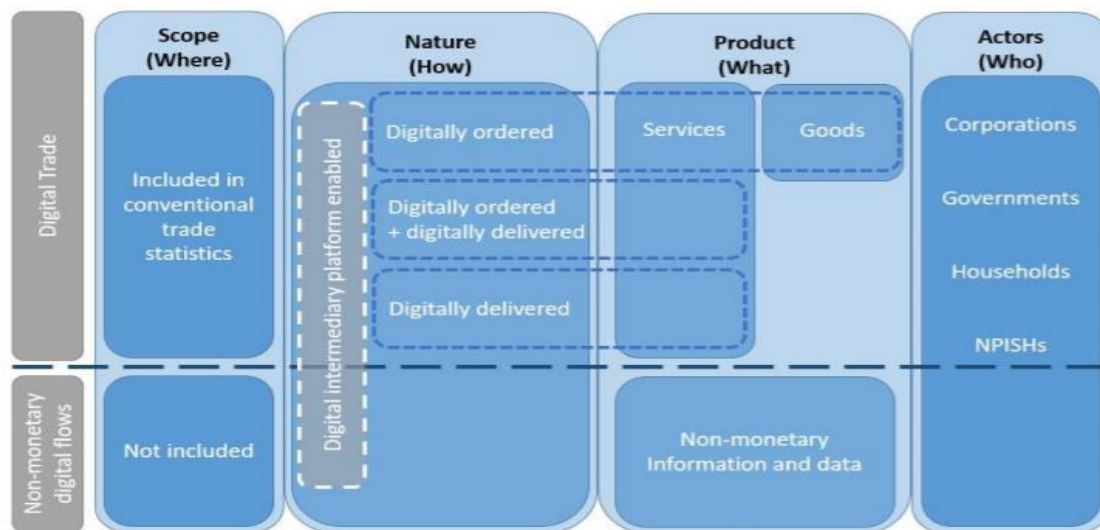 Scope
(Where)
Nature
(How)
Product
(What)
Actors
(Who)
Digital Trade
Included in
conventional
trade
statistics
Digital intermediary platform enabled
Digitally ordered
Services
Goods
Digitally ordered
+ digitally delivered
Digitally delivered
Corporations
Governments
Households
NPISHs
Non-monetary
digital flows
Not included
Non-monetary
Information and data